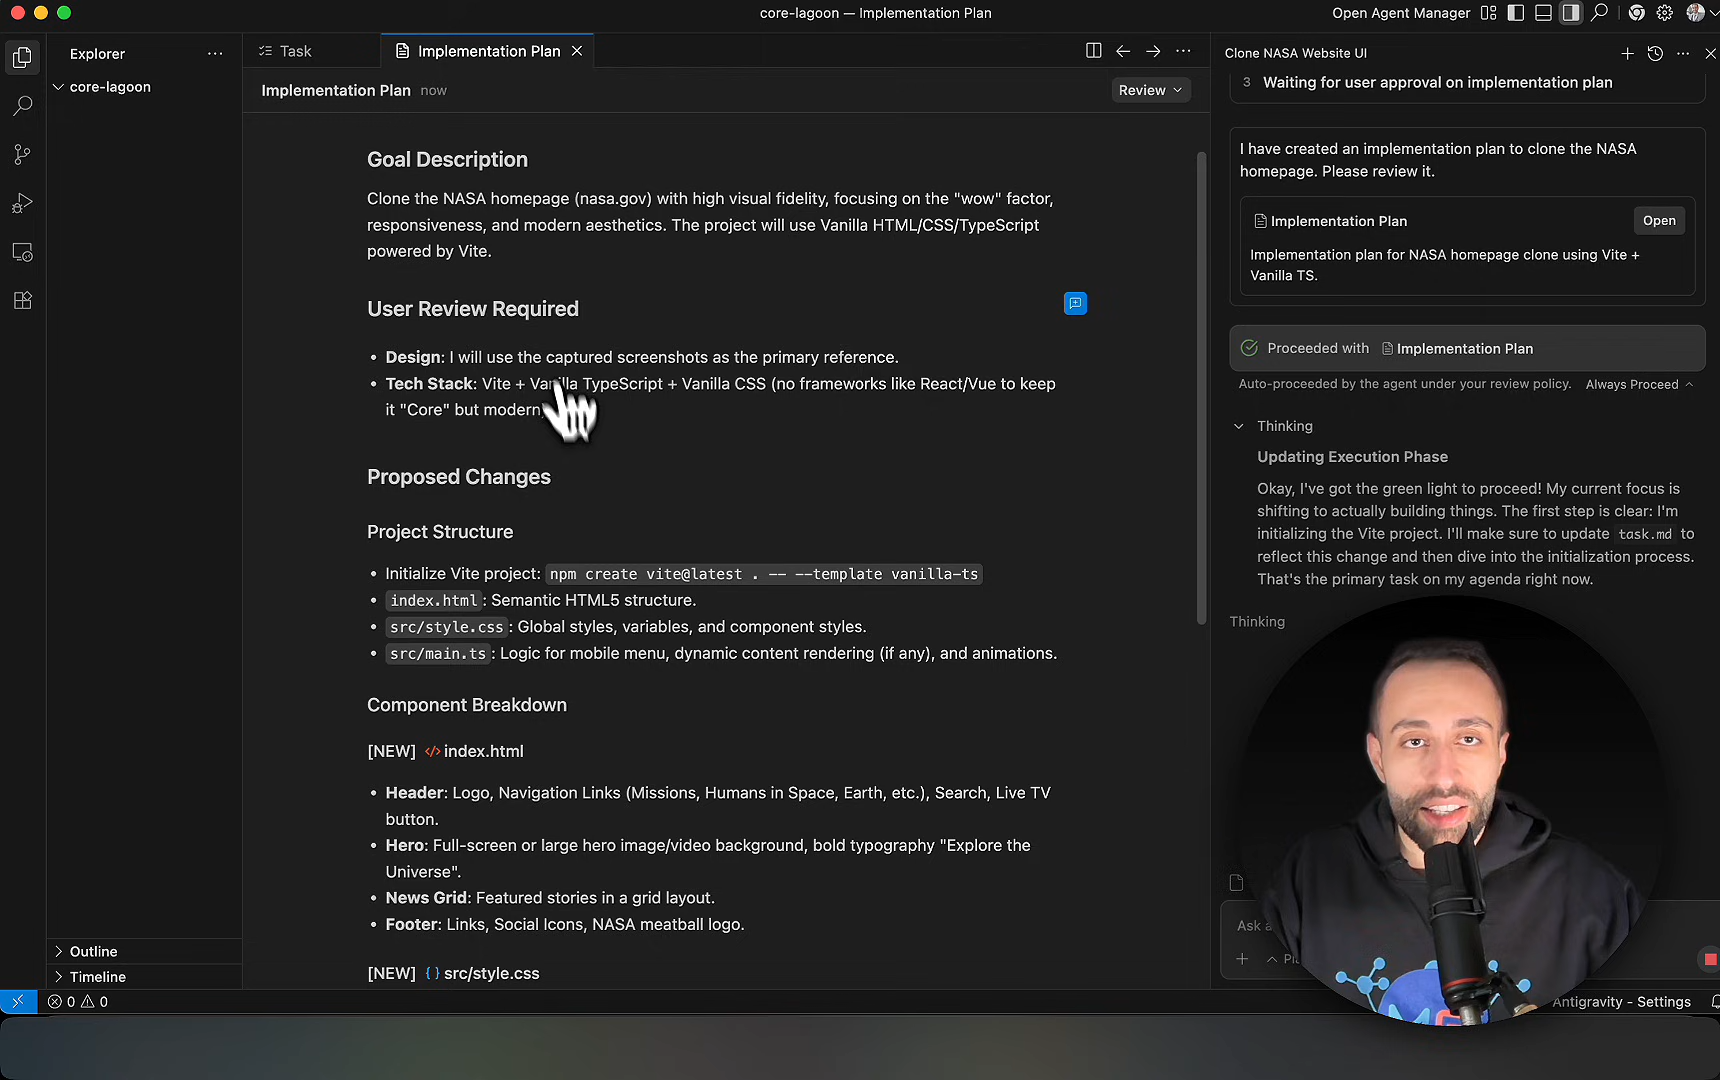 core-lagoon — Implementation Plan
Open Agent Manager
Explorer
core-lagoon
Outline
Timeline
Task
Implementation Plan
Implementation Plan now
Review
Goal Description
Clone the NASA homepage (nasa.gov) with high visual fidelity, focusing on the "wow" factor,
responsiveness, and modern aesthetics. The project will use Vanilla HTML/CSS/TypeScript
powered by Vite.
User Review Required
• Design: I will use the captured screenshots as the primary reference.
• Tech Stack: Vite + Vanilla TypeScript + Vanilla CSS (no frameworks like React/Vue to keep
it "Core" but modern
Proposed Changes
Project Structure
• Initialize Vite project: npm create vite@latest . -- --template vanilla-ts
• index.html: Semantic HTML5 structure.
• src/style.css: Global styles, variables, and component styles.
• src/main.ts: Logic for mobile menu, dynamic content rendering (if any), and animations.
Component Breakdown
[NEW] </> index.html
• Header: Logo, Navigation Links (Missions, Humans in Space, Earth, etc.), Search, Live TV
button.
• Hero: Full-screen or large hero image/video background, bold typography "Explore the
Universe".
• News Grid: Featured stories in a grid layout.
• Footer: Links, Social Icons, NASA meatball logo.
[NEW] {} src/style.css
Clone NASA Website UI
3 Waiting for user approval on implementation plan
I have created an implementation plan to clone the NASA
homepage. Please review it.
Implementation Plan
Open
Implementation plan for NASA homepage clone using Vite +
Vanilla TS.
Proceeded with Implementation Plan
Auto-proceeded by the agent under your review policy. Always Proceed
Thinking
Updating Execution Phase
Okay, I've got the green light to proceed! My current focus is
shifting to actually building things. The first step is clear: I'm
initializing the Vite project. I'll make sure to update task.md to
reflect this change and then dive into the initialization process.
That's the primary task on my agenda right now.
Thinking
Ask
0 0
Antigravity - Settings